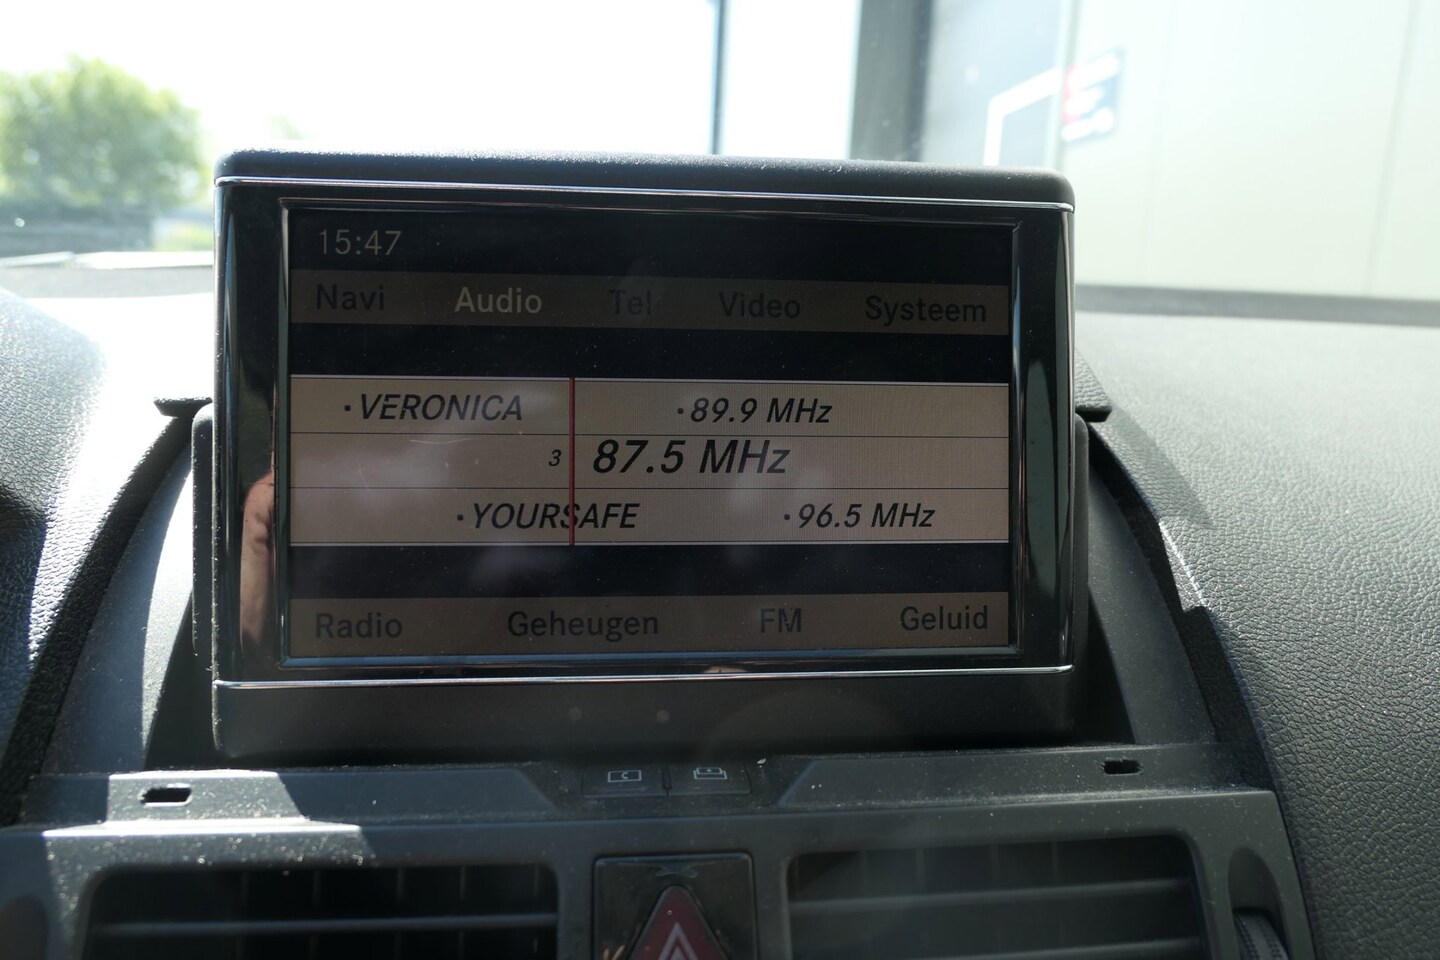 15:47
Navi Audio Tel Video Systeem
·VERONICA ·89.9 MHz
3 87.5 MHz
·YOURSAFE ·96.5 MHz
Radio Geheugen FM Geluid